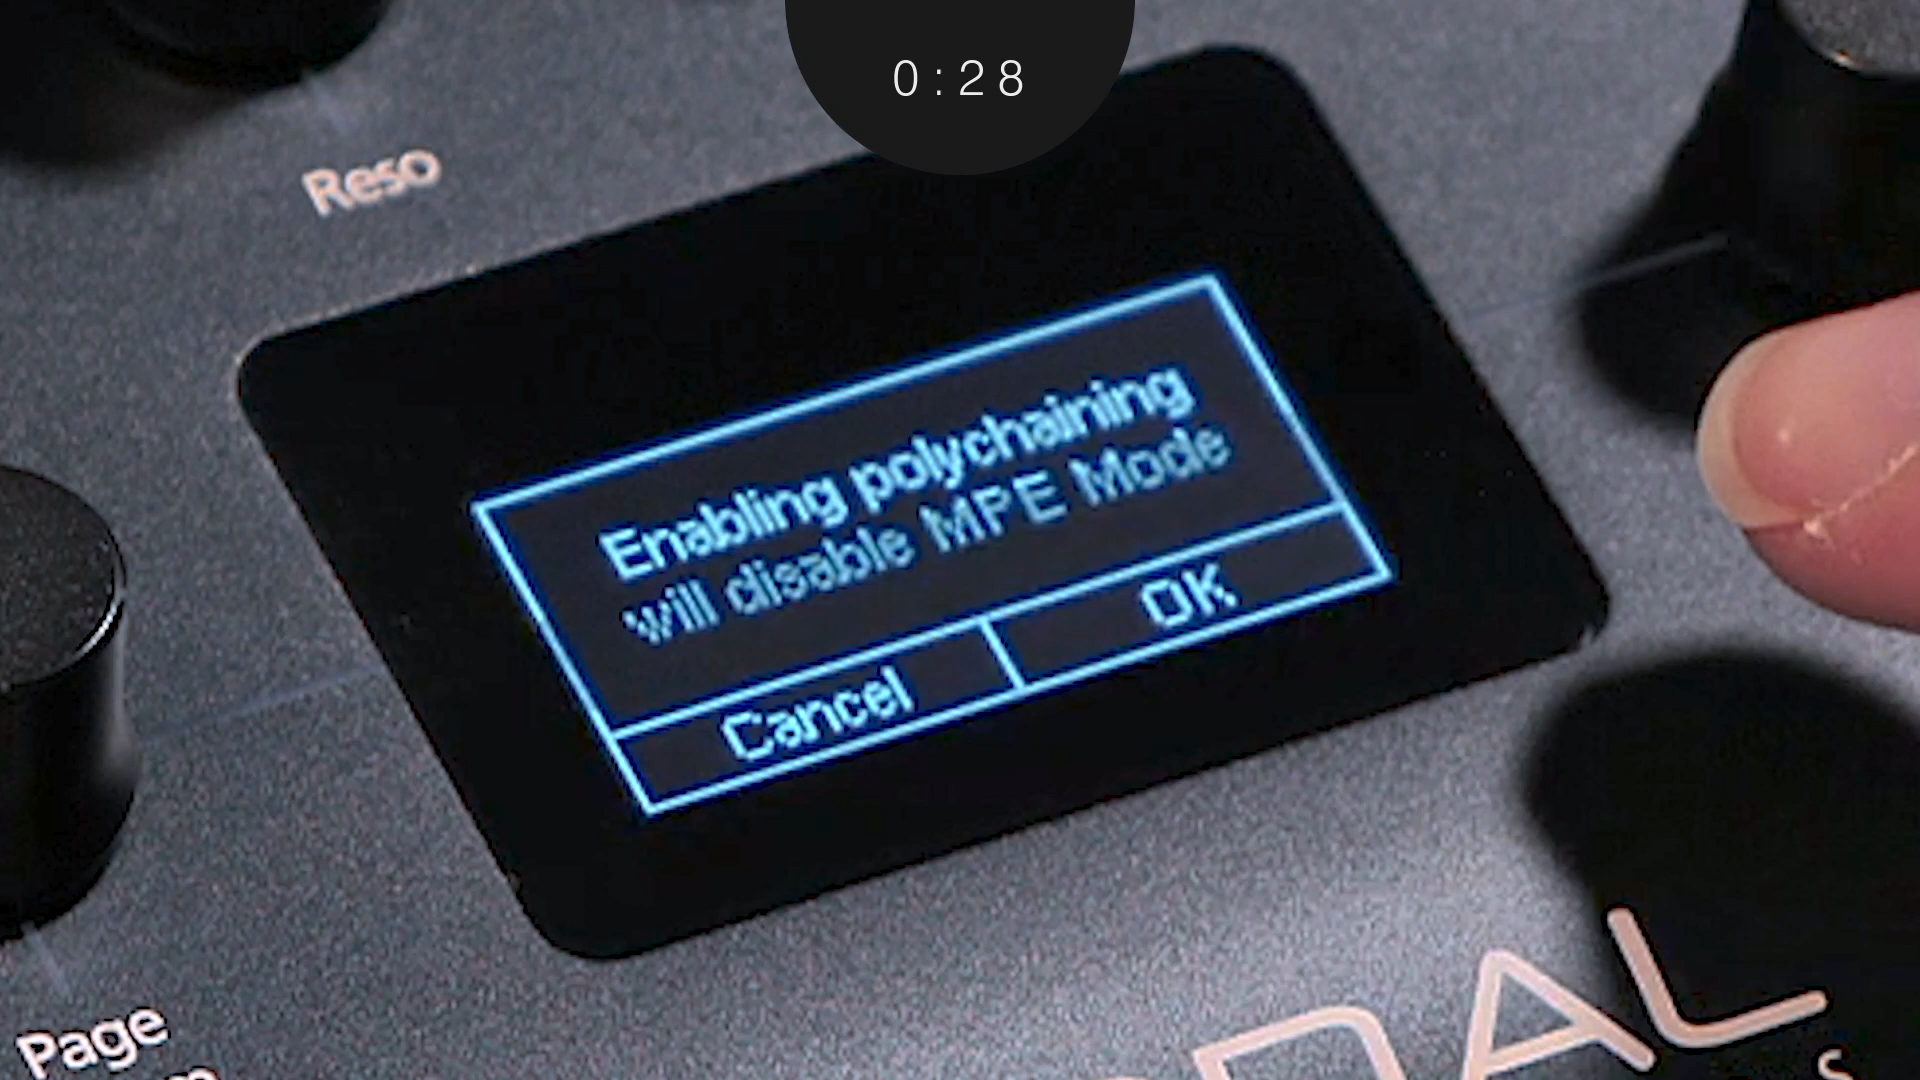 0:28
Reso
Enabling polychaining
will disable MPE Mode
Cancel
OK
Page